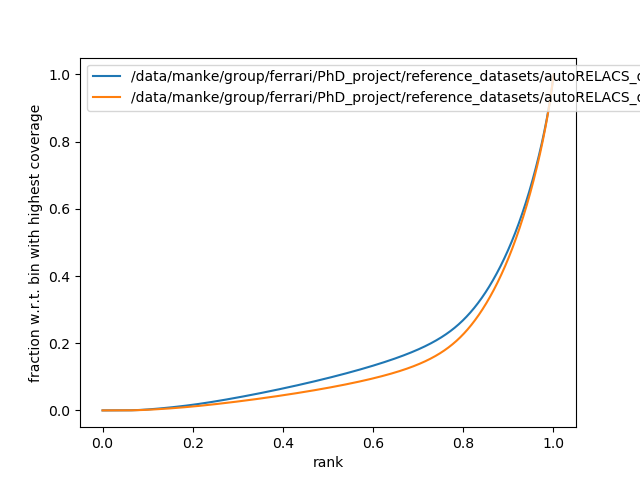 /data/manke/group/ferrari/PhD_project/reference_datasets/autoRELACS_
/data/manke/group/ferrari/PhD_project/reference_datasets/autoRELACS_
1.0
0.8
0.6
0.4
0.2
0.0
fraction w.r.t. bin with highest coverage
0.0 0.2 0.4 0.6 0.8 1.0
rank